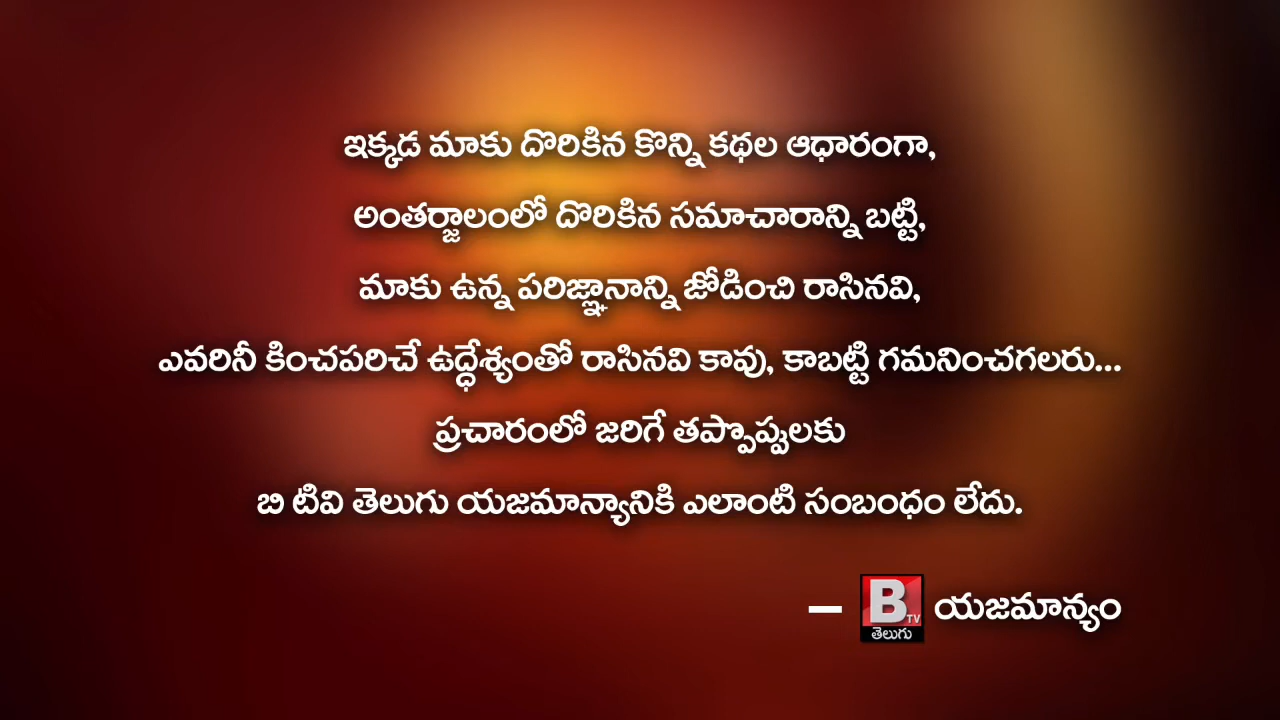 ఇక్కడ మాకు దొరికిన కొన్ని కథల ఆధారంగా,
అంతర్జాలంలో దొరికిన సమాచారాన్ని బట్టి,
మాకు ఉన్న పరిజ్ఞానాన్ని జోడించి రాసినవి,
ఎవరినీ కించపరిచే ఉద్ధేశ్యంతో రాసినవి కావు, కాబట్టి గమనించగలరు...
ప్రచారంలో జరిగే తప్పొప్పులకు
బి టివి తెలుగు యజమాన్యానికి ఎలాంటి సంబంధం లేదు.
– B TV తెలుగు యజమాన్యం